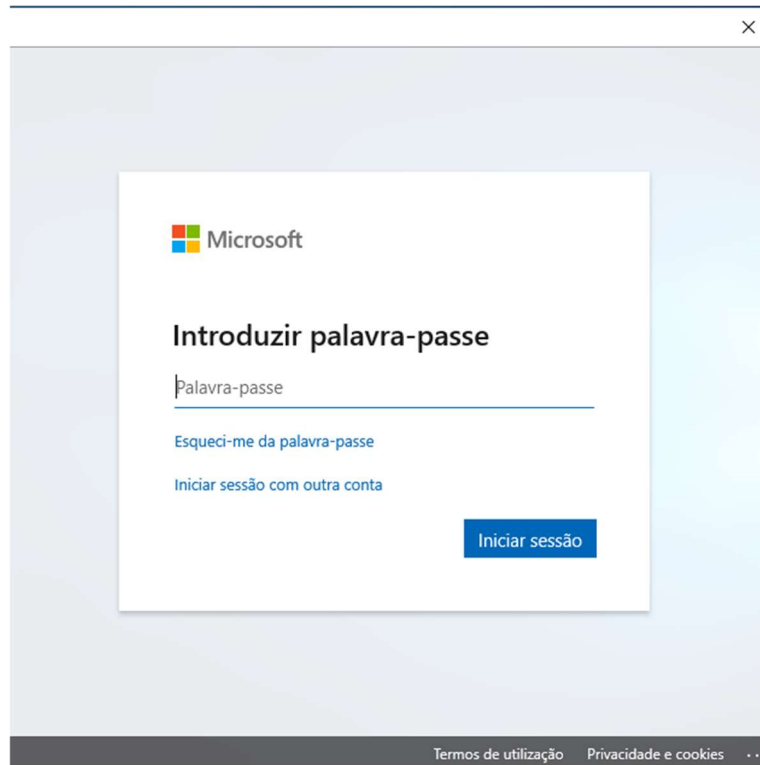 Microsoft
Introduzir palavra-passe
Palavra-passe
Esqueci-me da palavra-passe
Iniciar sessão com outra conta
Iniciar sessão
Termos de utilização Privacidade e cookies